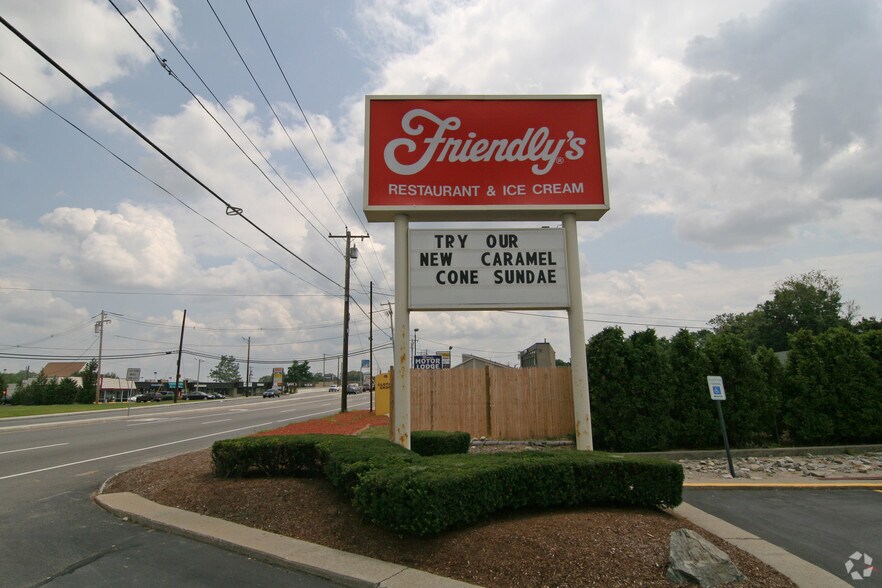 Friendly's®
RESTAURANT & ICE CREAM
TRY OUR
NEW CARAMEL
CONE SUNDAE
MOTOR LODGE